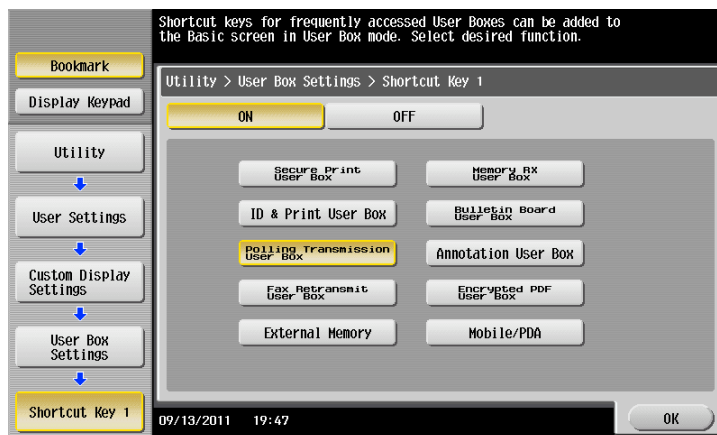 Shortcut keys for frequently accessed User Boxes can be added to
the Basic screen in User Box mode. Select desired function.
Bookmark
Display Keypad
Utility
User Settings
Custom Display
Settings
User Box
Settings
Shortcut Key 1
Utility > User Box Settings > Shortcut Key 1
ON
OFF
Secure Print
User Box
Memory RX
User Box
ID & Print User Box
Bulletin Board
User Box
Polling Transmission
User Box
Annotation User Box
Fax Retransmit
User Box
Encrypted PDF
User Box
External Memory
Mobile/PDA
09/13/2011 19:47
OK